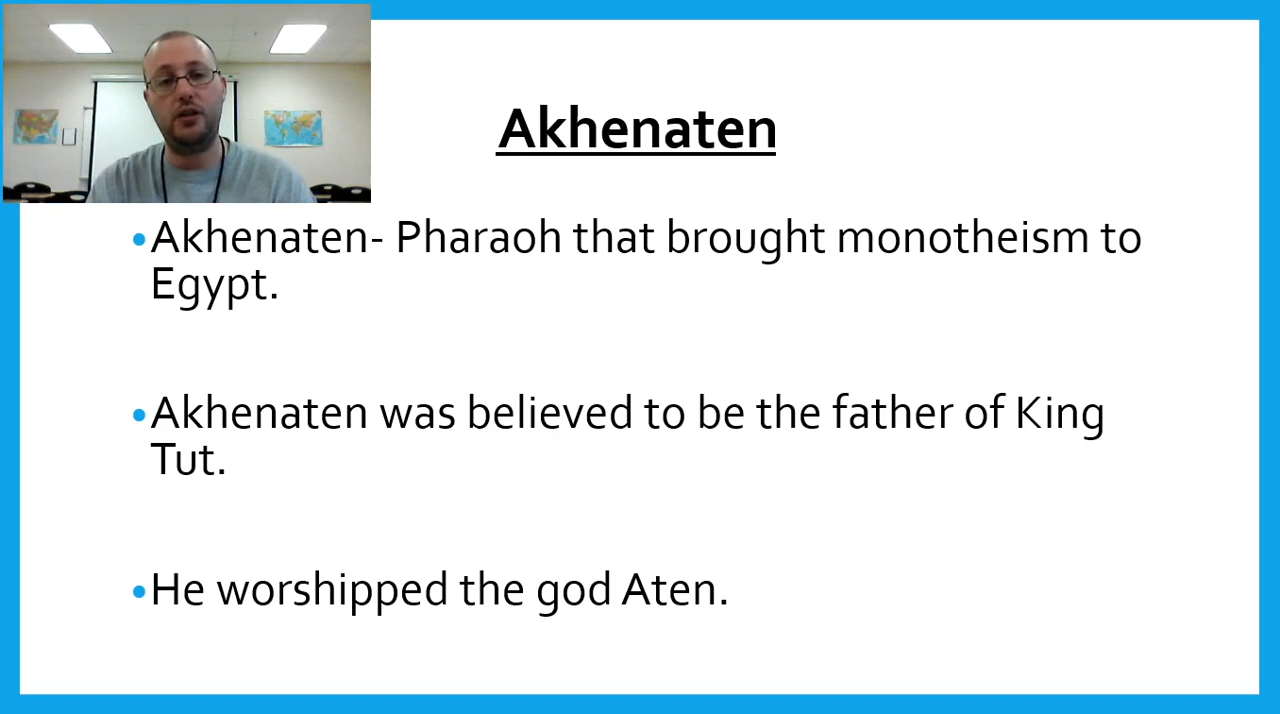 Akhenaten
•Akhenaten- Pharaoh that brought monotheism to
Egypt.
•Akhenaten was believed to be the father of King
Tut.
•He worshipped the god Aten.